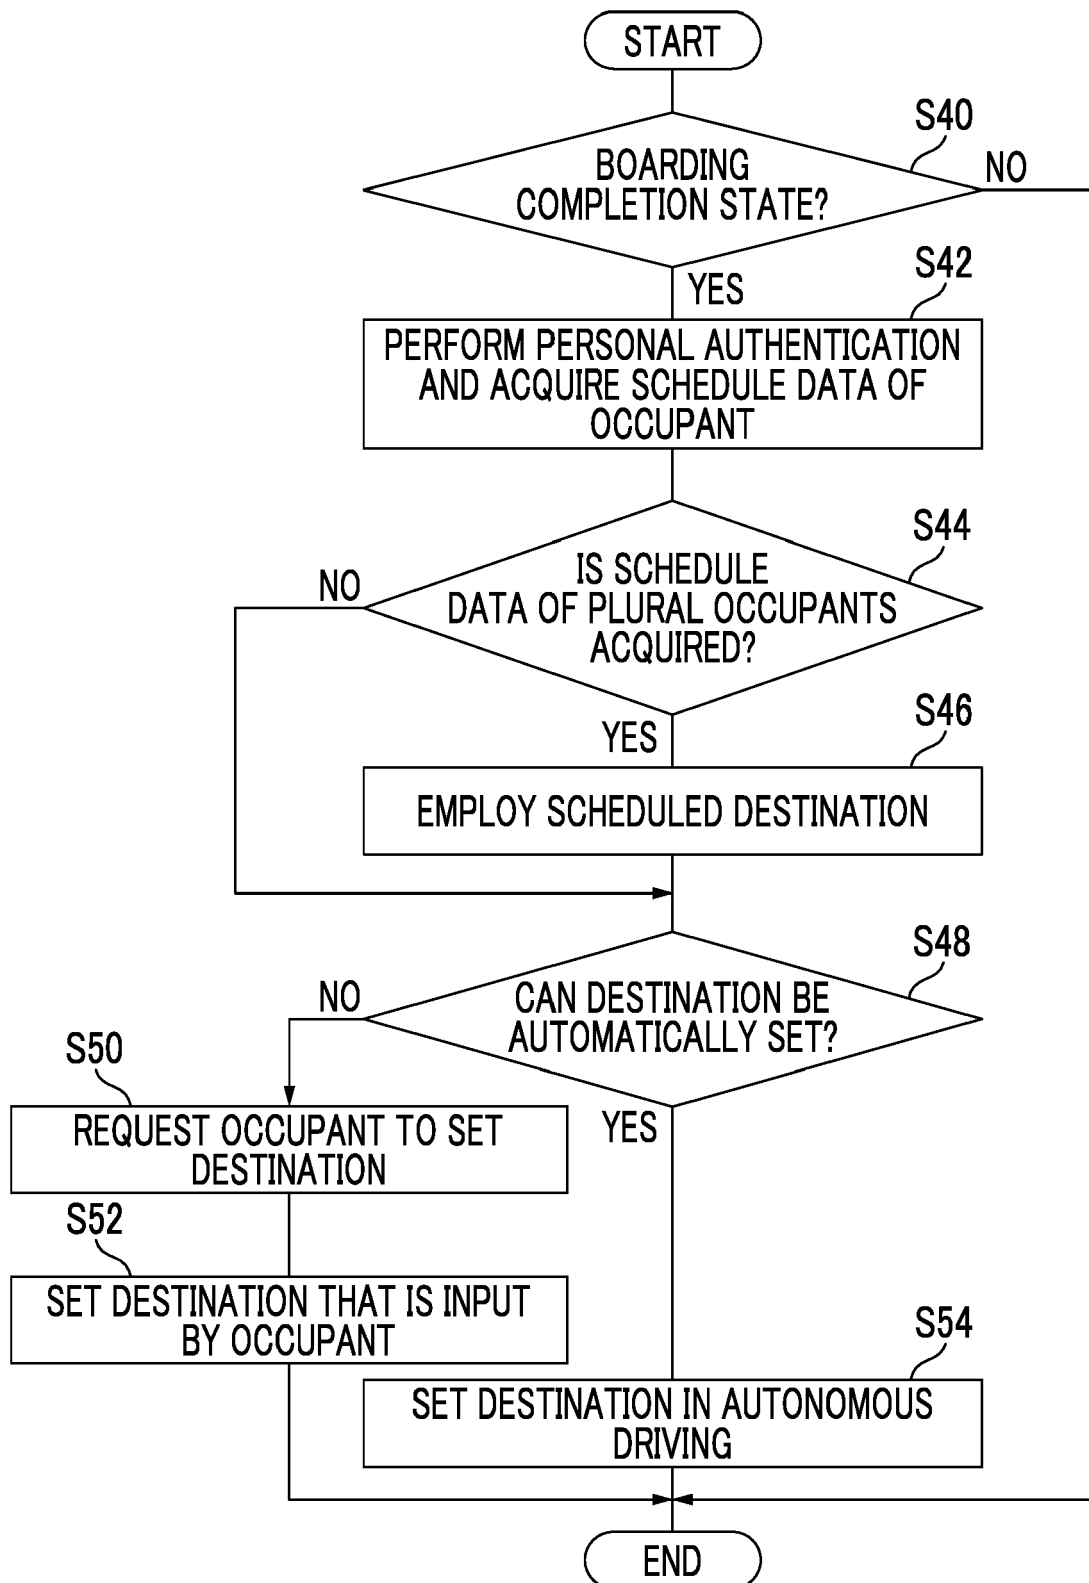 START
S40
BOARDING
COMPLETION STATE?
NO
YES
S42
PERFORM PERSONAL AUTHENTICATION
AND ACQUIRE SCHEDULE DATA OF
OCCUPANT
S44
IS SCHEDULE
DATA OF PLURAL OCCUPANTS
ACQUIRED?
NO
YES
S46
EMPLOY SCHEDULED DESTINATION
S48
CAN DESTINATION BE
AUTOMATICALLY SET?
NO
YES
S50
REQUEST OCCUPANT TO SET
DESTINATION
S52
SET DESTINATION THAT IS INPUT
BY OCCUPANT
S54
SET DESTINATION IN AUTONOMOUS
DRIVING
END